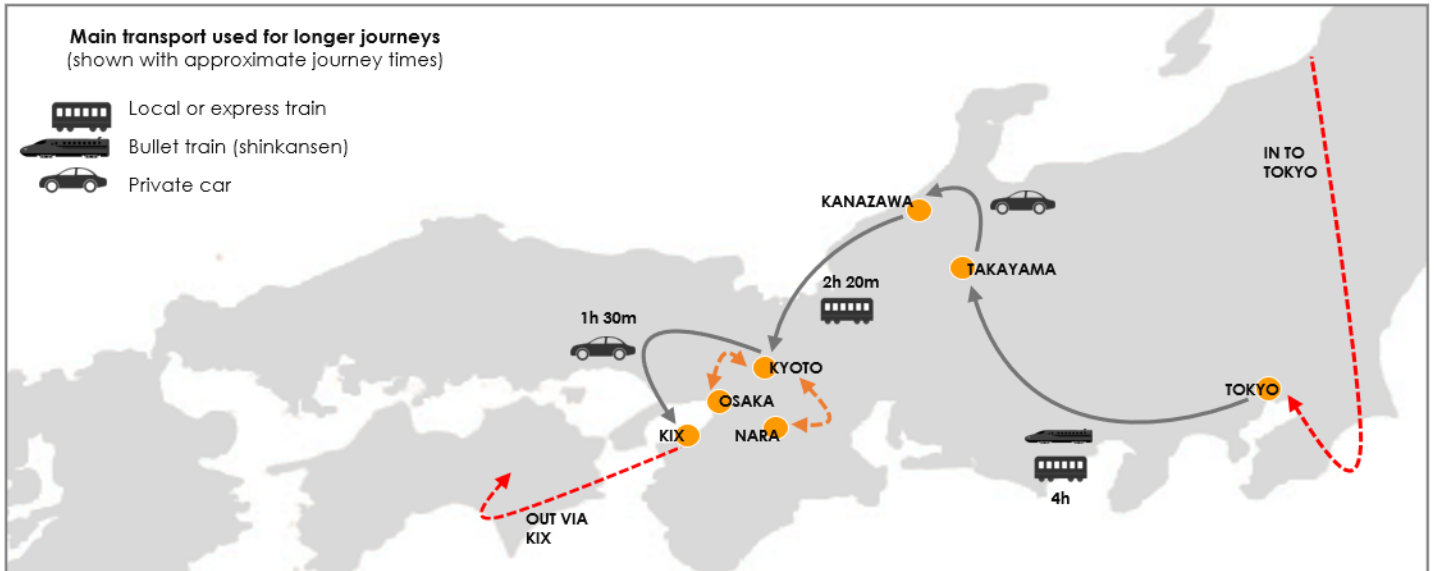 Main transport used for longer journeys
(shown with approximate journey times)
Local or express train
Bullet train (shinkansen)
Private car
IN TO
TOKYO
KANAZAWA
TAKAYAMA
2h 20m
1h 30m
KYOTO
TOKYO
OSAKA
KIX
NARA
4h
OUT VIA
KIX